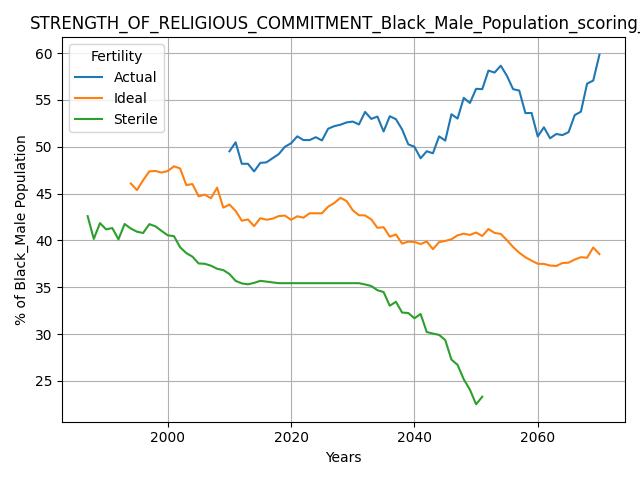 STRENGTH_OF_RELIGIOUS_COMMITMENT_Black_Male_Population_scoring_
Fertility
Actual
Ideal
Sterile
% of Black_Male Population
60
55
50
45
40
35
30
25
2000
2020
2040
2060
Years